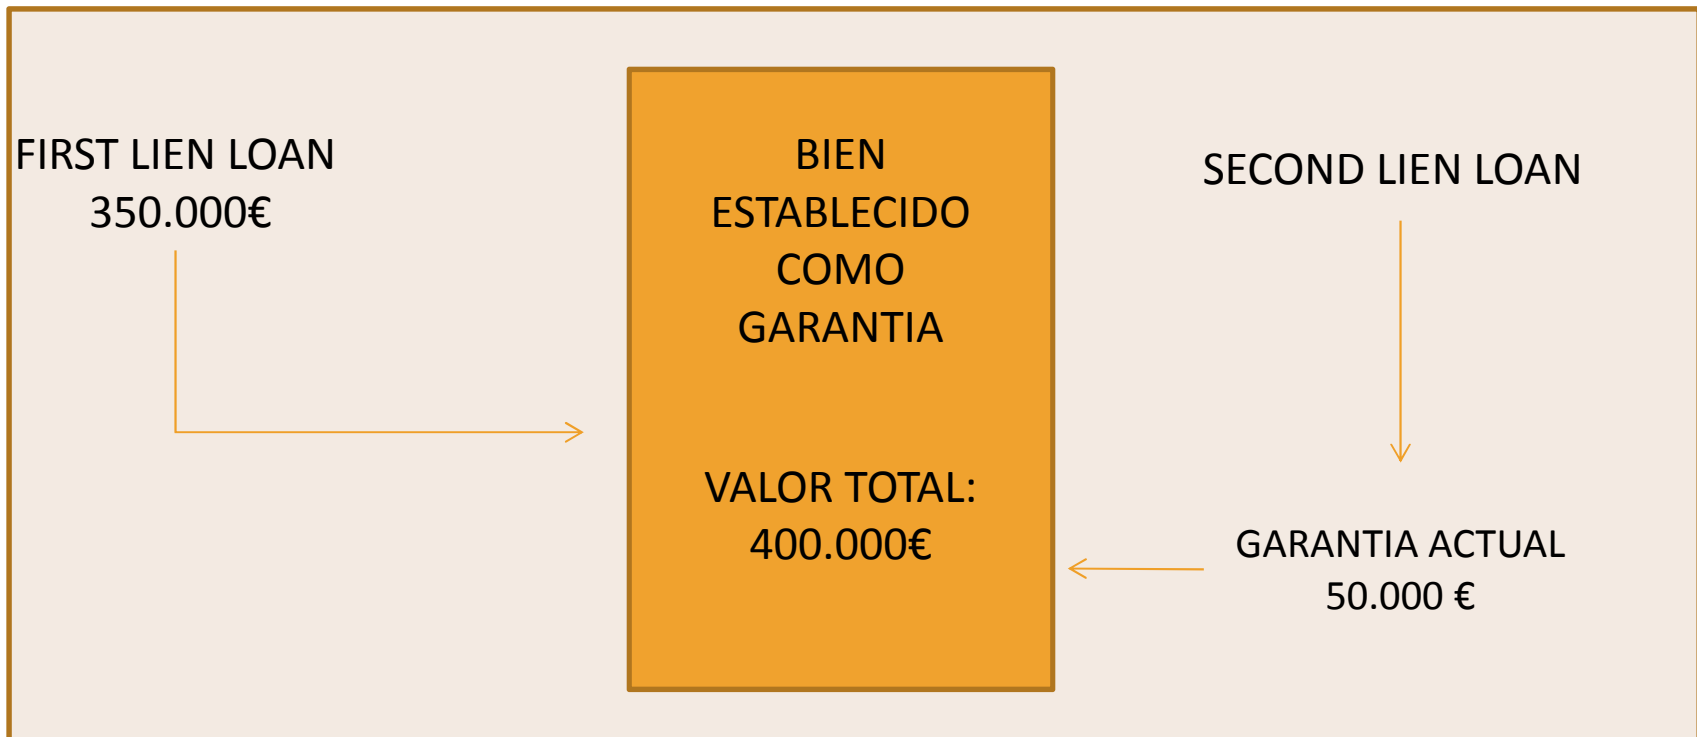 FIRST LIEN LOAN
350.000€
BIEN
ESTABLECIDO
COMO
GARANTIA
VALOR TOTAL:
400.000€
SECOND LIEN LOAN
GARANTIA ACTUAL
50.000 €